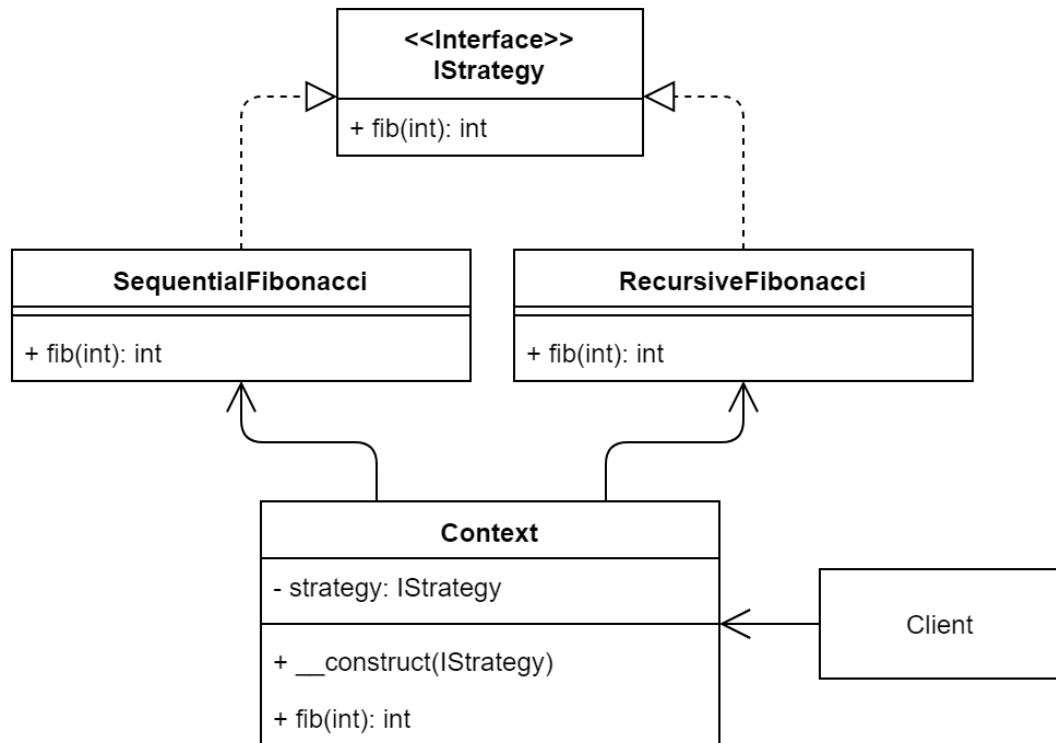 <<Interface>>
IStrategy
+ fib(int): int
SequentialFibonacci
+ fib(int): int
RecursiveFibonacci
+ fib(int): int
Context
- strategy: IStrategy
+ __construct(IStrategy)
+ fib(int): int
Client